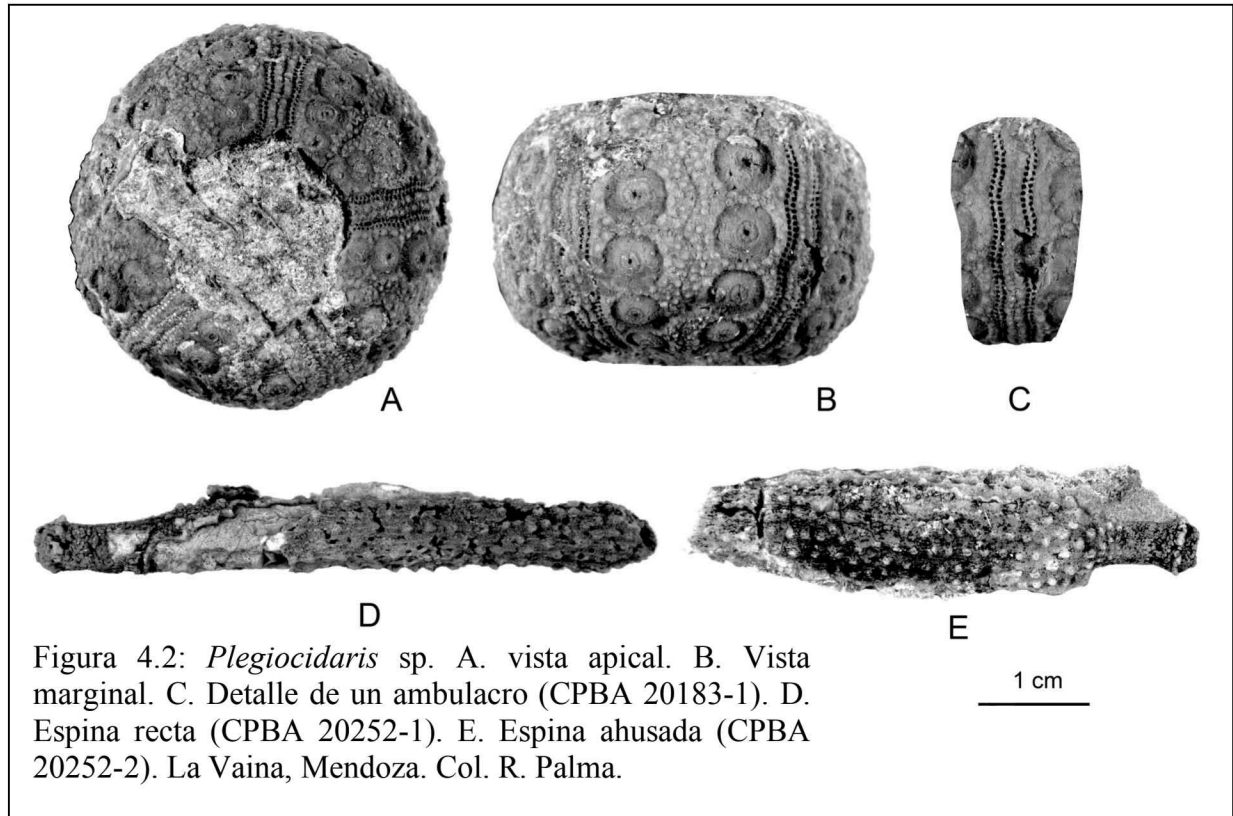 A
B
C
D
E
Figura 4.2: Plegiocidaris sp. A. vista apical. B. Vista
marginal. C. Detalle de un ambulacro (CPBA 20183-1). D.
Espina recta (CPBA 20252-1). E. Espina ahusada (CPBA
20252-2). La Vaina, Mendoza. Col. R. Palma.
1 cm